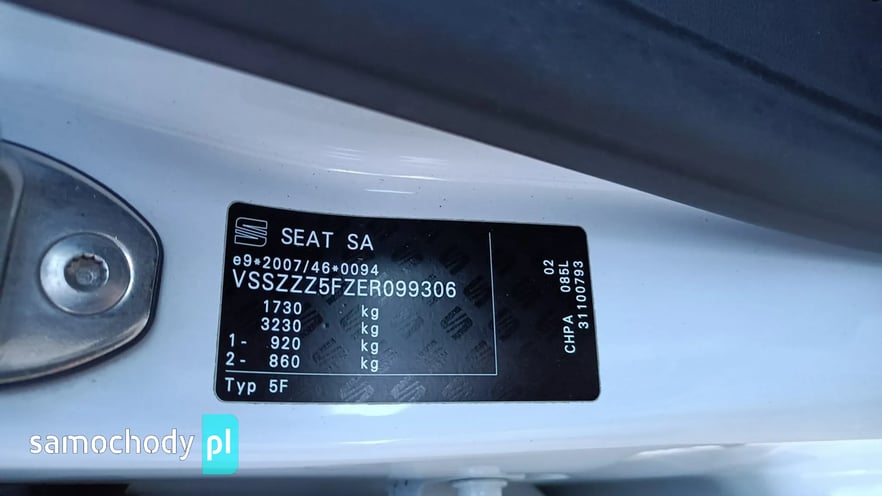 SEAT SA
e9*2007/46*0094
VSSZZZ5FZER099306
1730 kg
3230 kg
1- 920 kg
2- 860 kg
Typ 5F
02
CHPA 085L
31100793
samochody pl